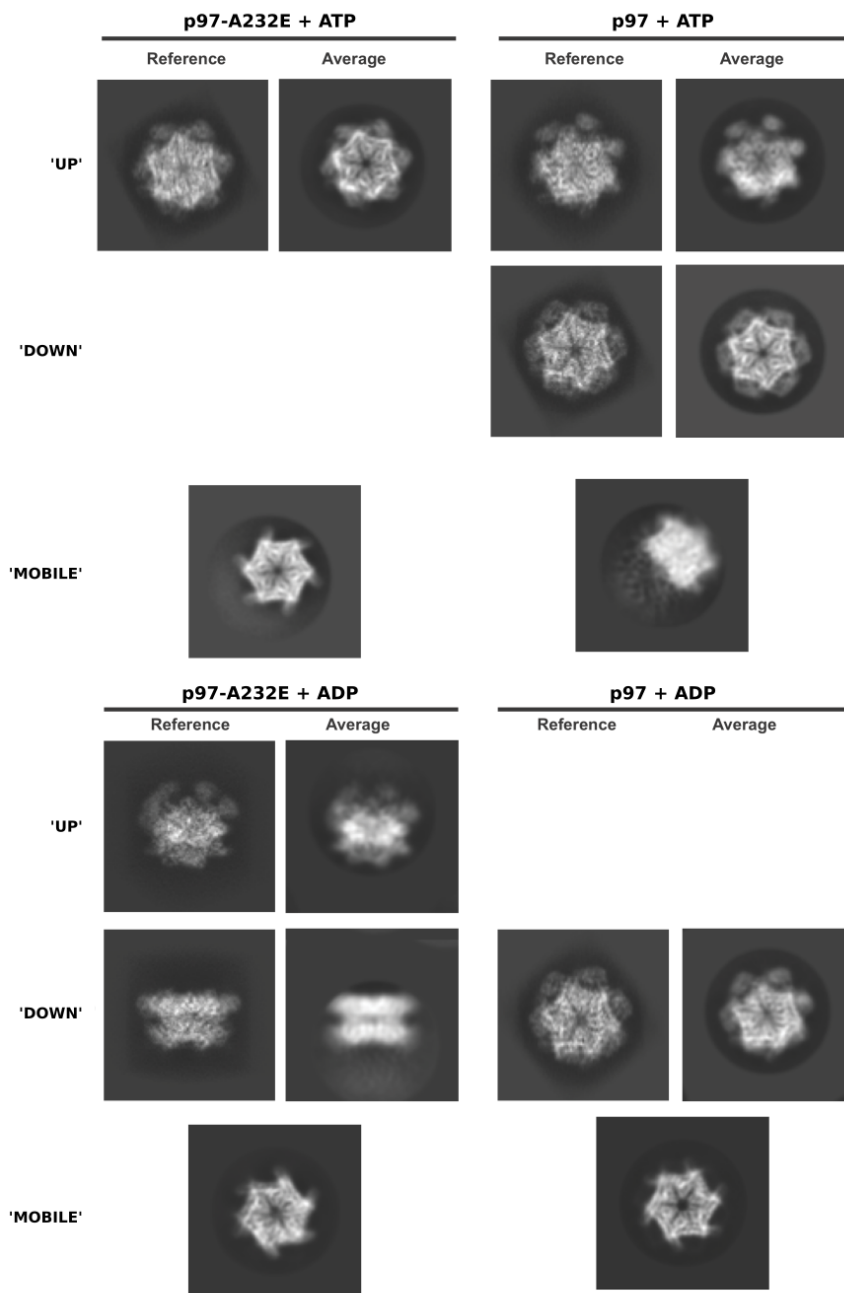 p97-A232E + ATP p97 + ATP
Reference Average Reference Average
'UP'
'DOWN'
'MOBILE'
p97-A232E + ADP p97 + ADP
Reference Average Reference Average
'UP'
'DOWN'
'MOBILE'